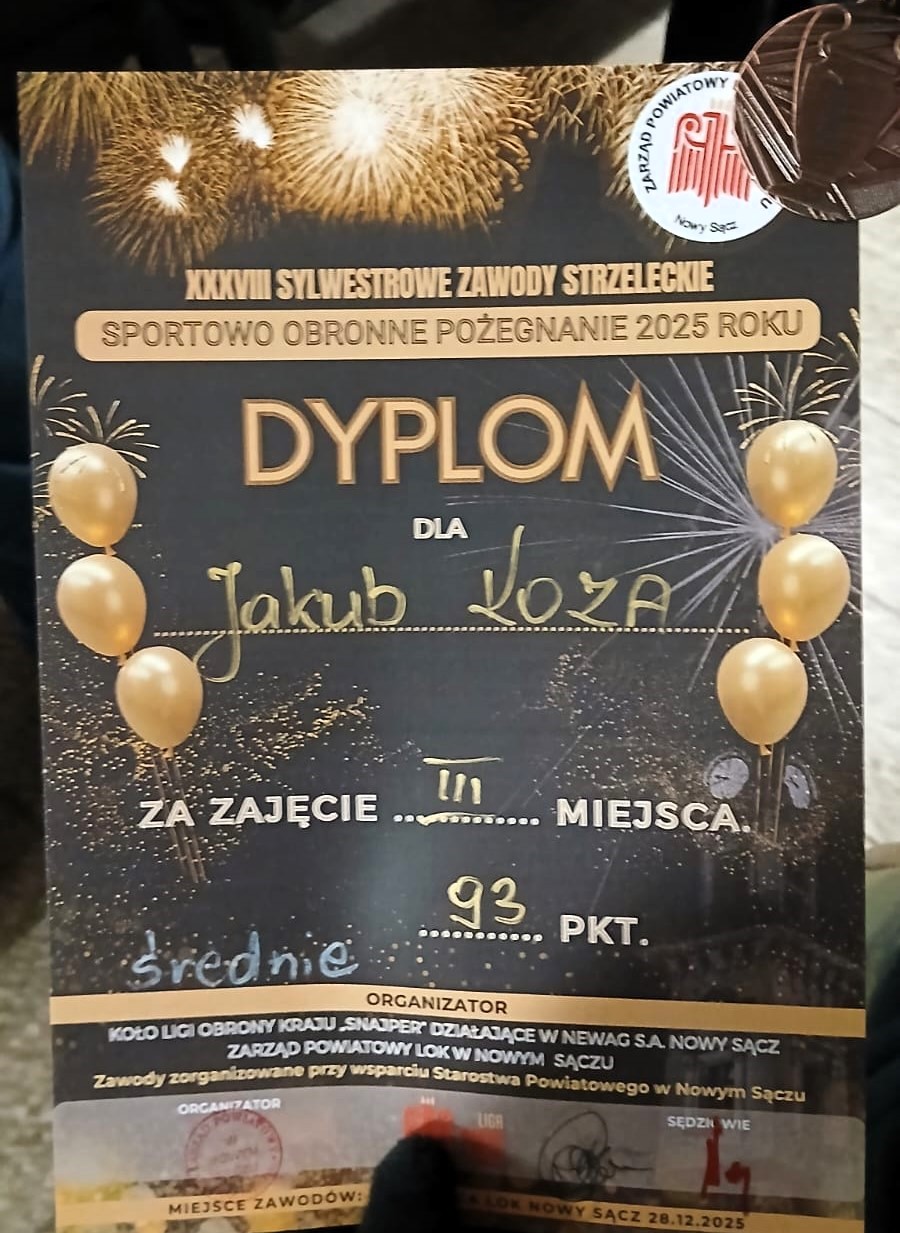 ZARZĄD POWIATOWY
Nowy Sącz
XXXVIII SYLWESTROWE ZAWODY STRZELECKIE
SPORTOWO OBRONNE POŻEGNANIE 2025 ROKU
DYPLOM
DLA
Jakub KOZA
ZA ZAJĘCIE ...III... MIEJSCA.
93 PKT.
średnie
ORGANIZATOR
KOŁO LIGI OBRONY KRAJU „SNAJPER" DZIAŁAJĄCE W NEWAG S.A. NOWY SĄCZ
ZARZĄD POWIATOWY LOK W NOWYM SĄCZU
Zawody zorganizowane przy wsparciu Starostwa Powiatowego w Nowym Sączu
ORGANIZATOR
LIGA
SĘDZIOWIE
MIEJSCE ZAWODÓW: LOK NOWY SĄCZ 28.12.2025